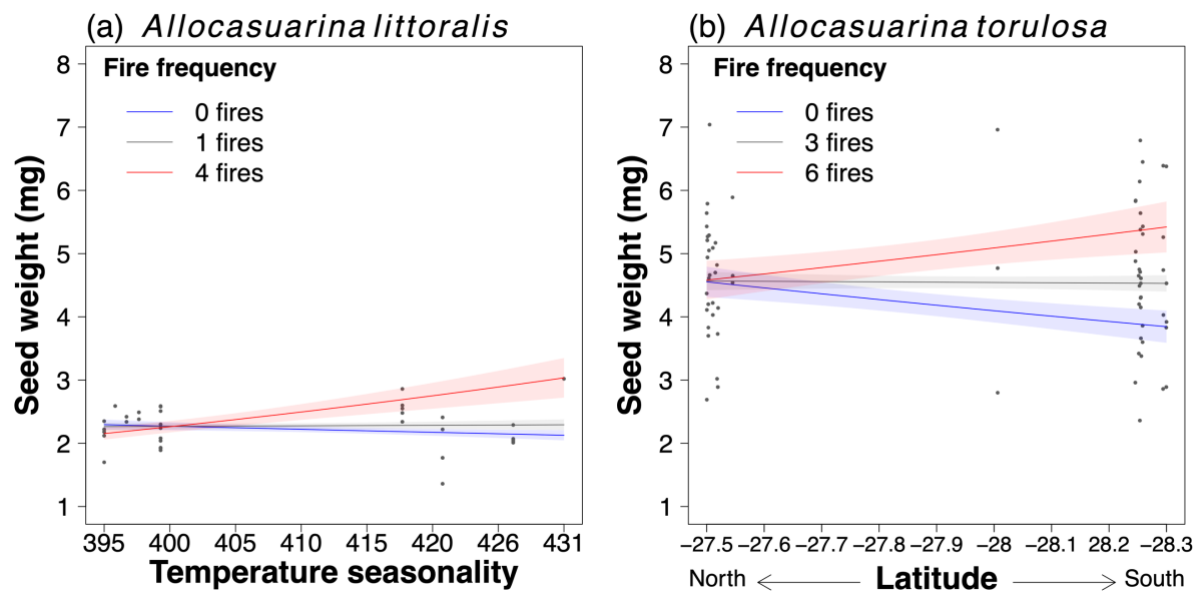 (a) Allocasuarina littoralis
Fire frequency
0 fires
1 fires
4 fires
Seed weight (mg)
8
7
6
5
4
3
2
1
395 400 405 410 415 420 426 431
Temperature seasonality
(b) Allocasuarina torulosa
Fire frequency
0 fires
3 fires
6 fires
Seed weight (mg)
8
7
6
5
4
3
2
1
−27.5 −27.6 −27.7 −27.8 −27.9 −28 −28.1 28.2 −28.3
North Latitude South